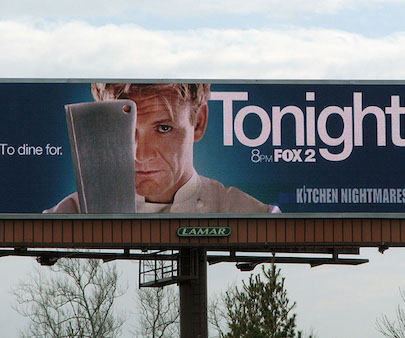 To dine for.
Tonight
8PM FOX 2
KITCHEN NIGHTMARES
LAMAR